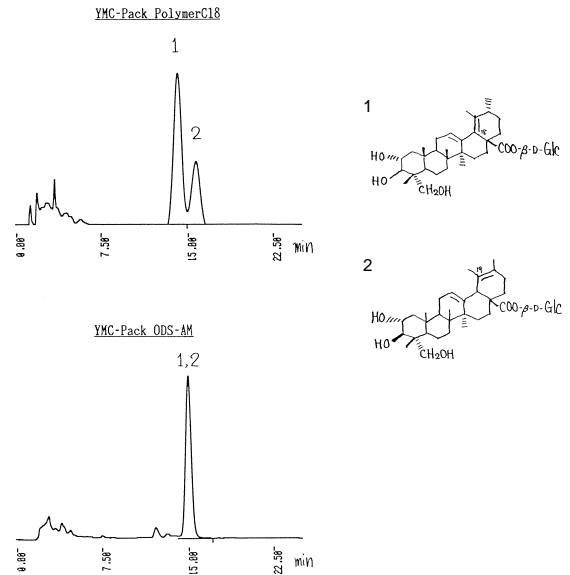 YMC-Pack PolymerC18
1
2
0.00
7.50
15.00
22.50
min
1
HO
HO
CH2OH
18
COO-β-D-Glc
2
19
HO
HO
CH2OH
COO-β-D-Glc
YMC-Pack ODS-AM
1,2
0.00
7.50
15.00
22.50
min